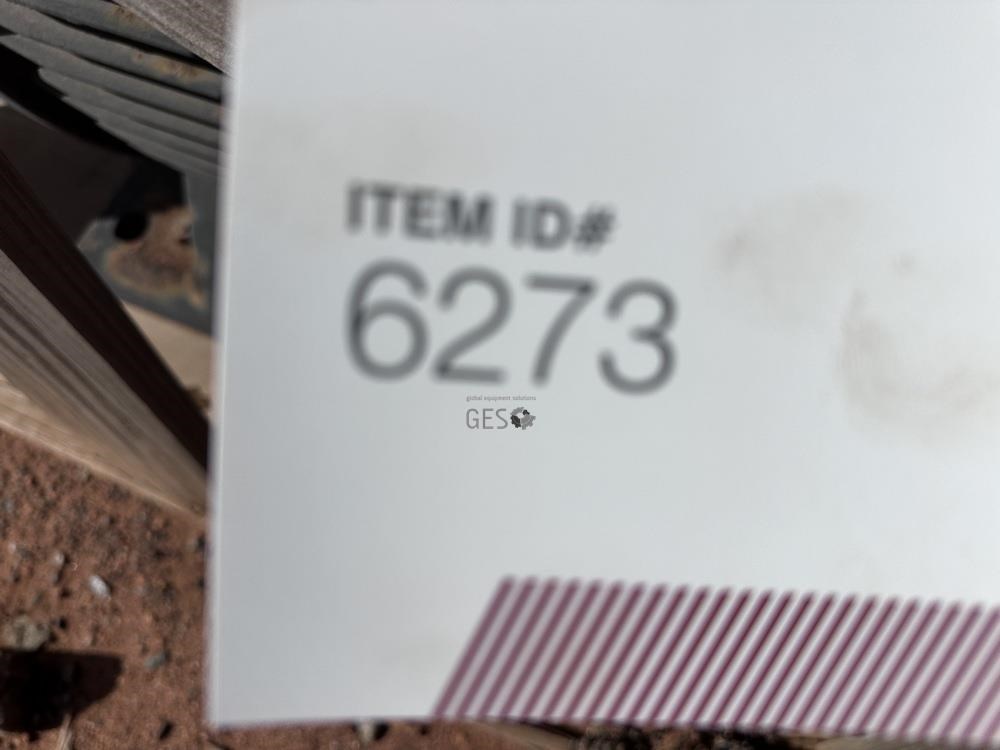 ITEM ID#
6273
global equipment solutions
GES